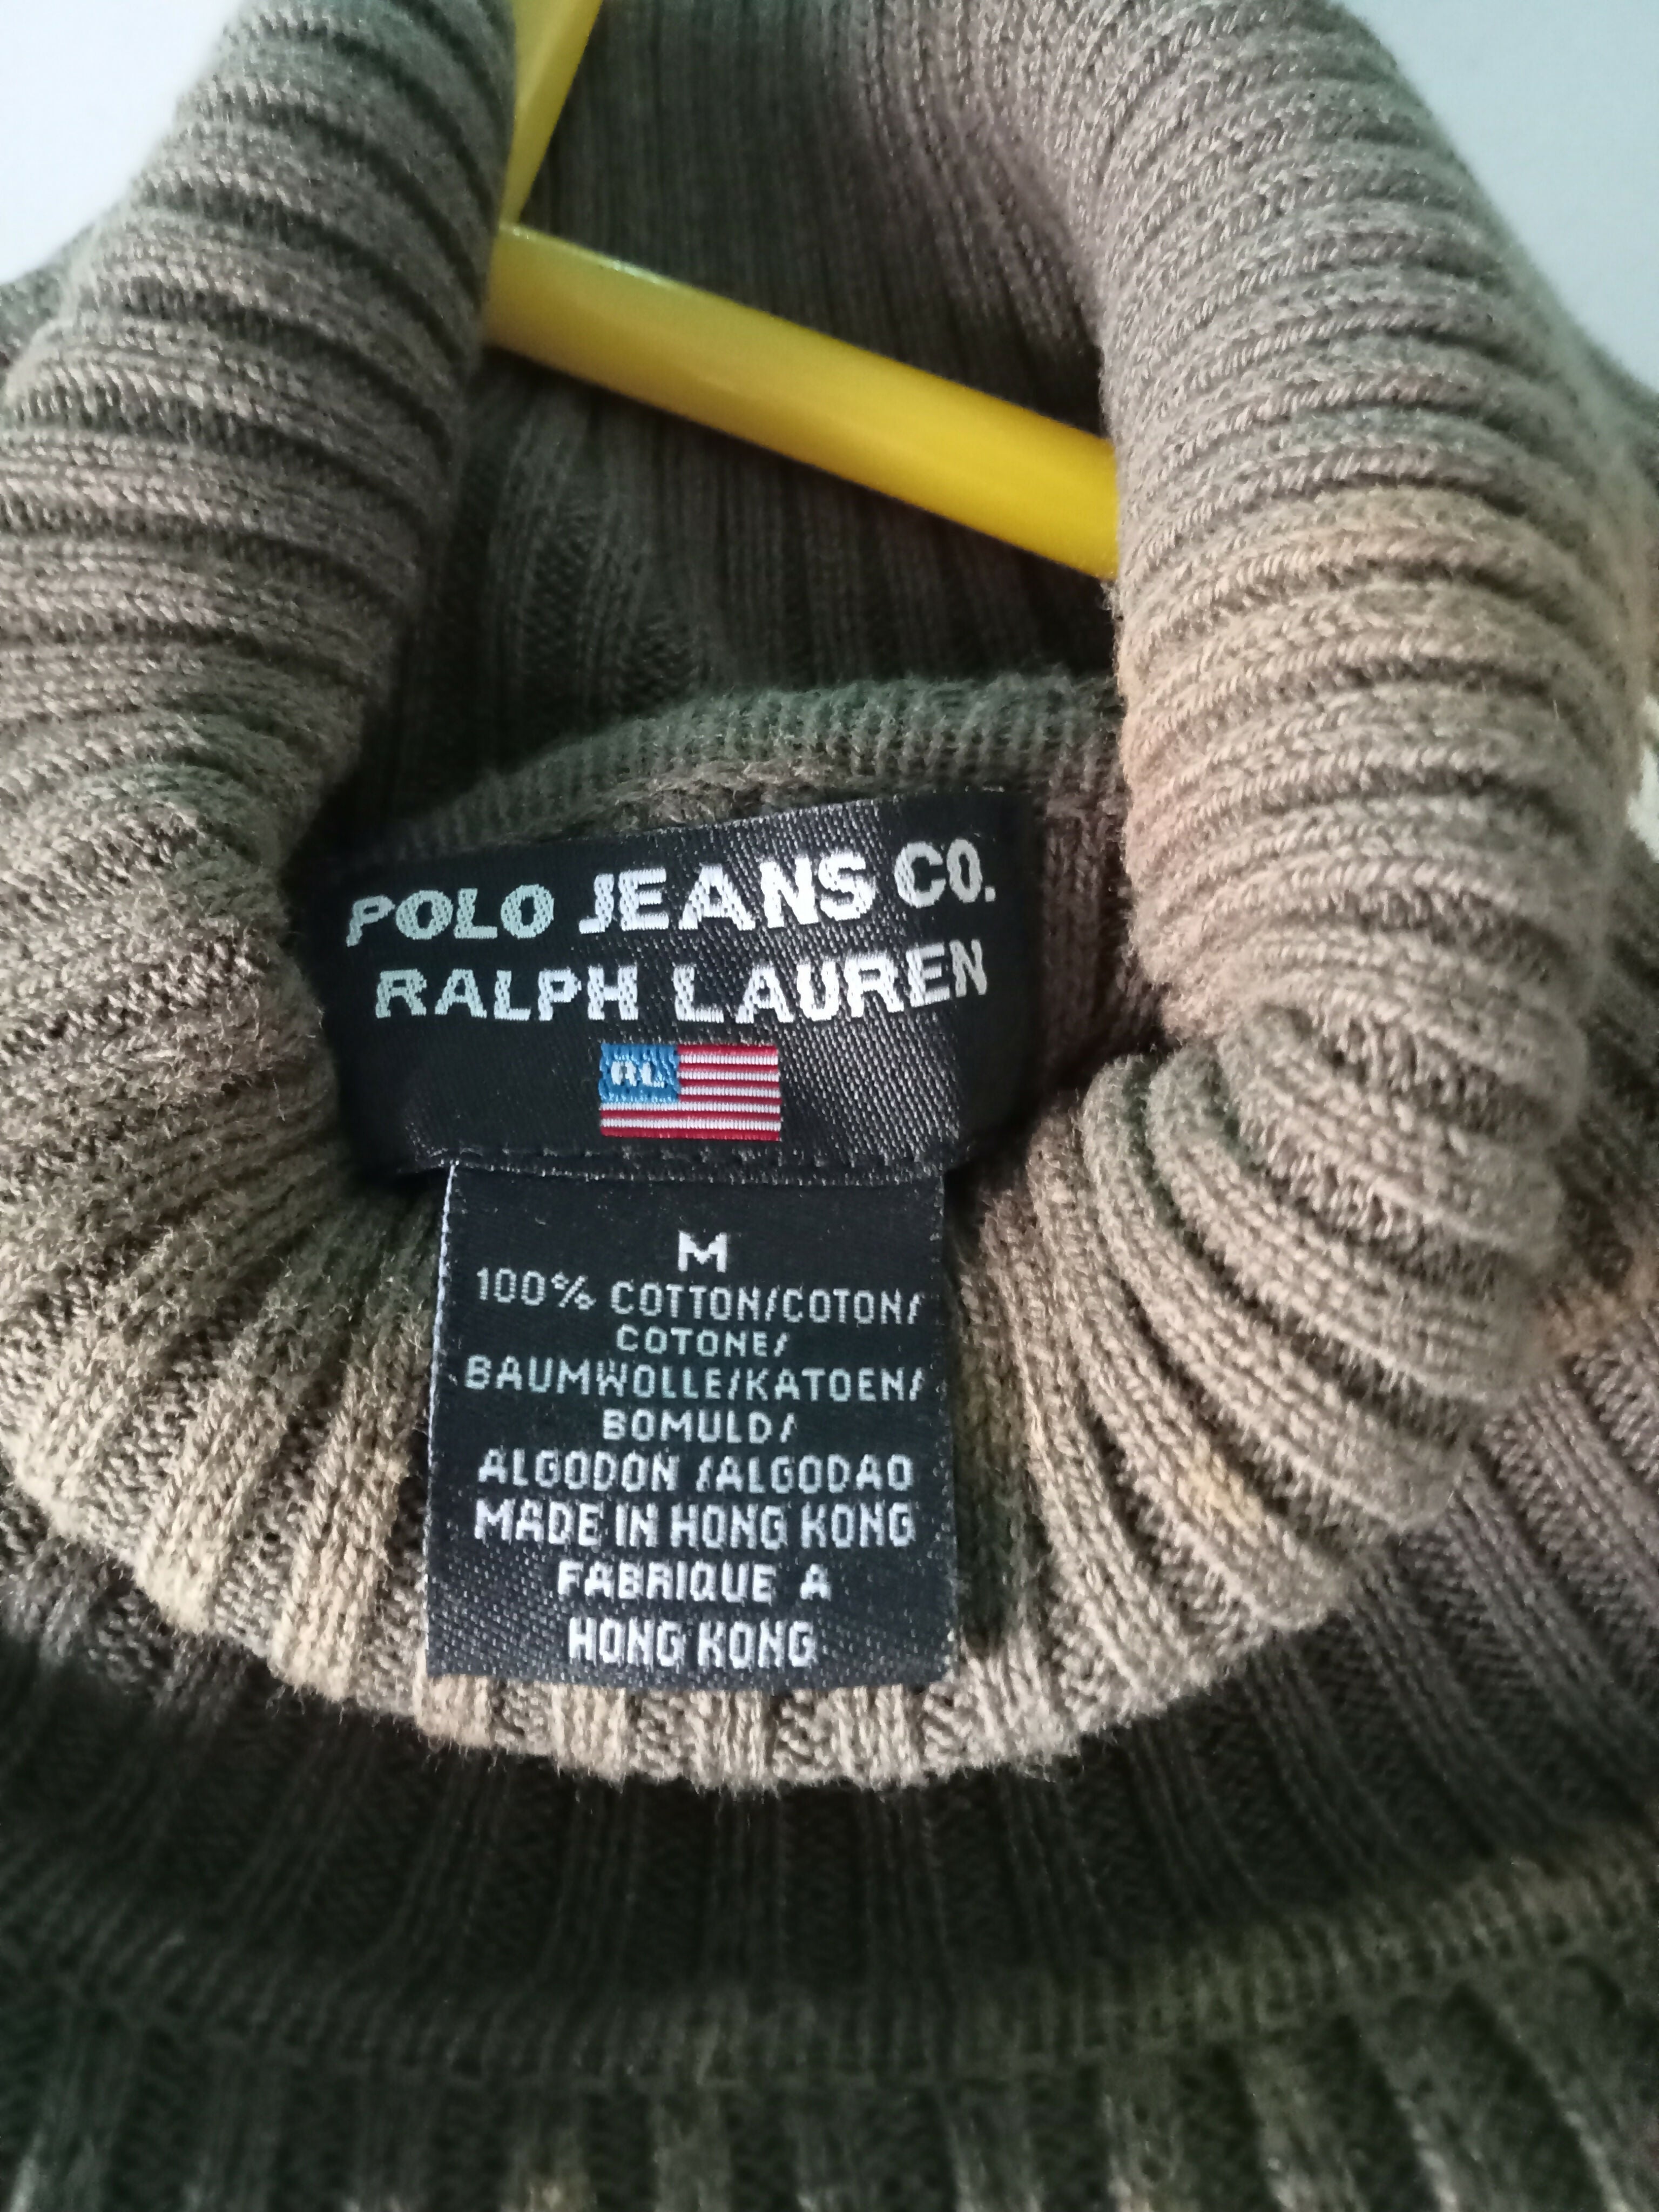 POLO JEANS CO.
RALPH LAUREN
RL
M
100% COTTON/COTON/
COTONE/
BAUMWOLLE/KATOEN/
BOMULD/
ALGODON /ALGODAO
MADE IN HONG KONG
FABRIQUE A
HONG KONG